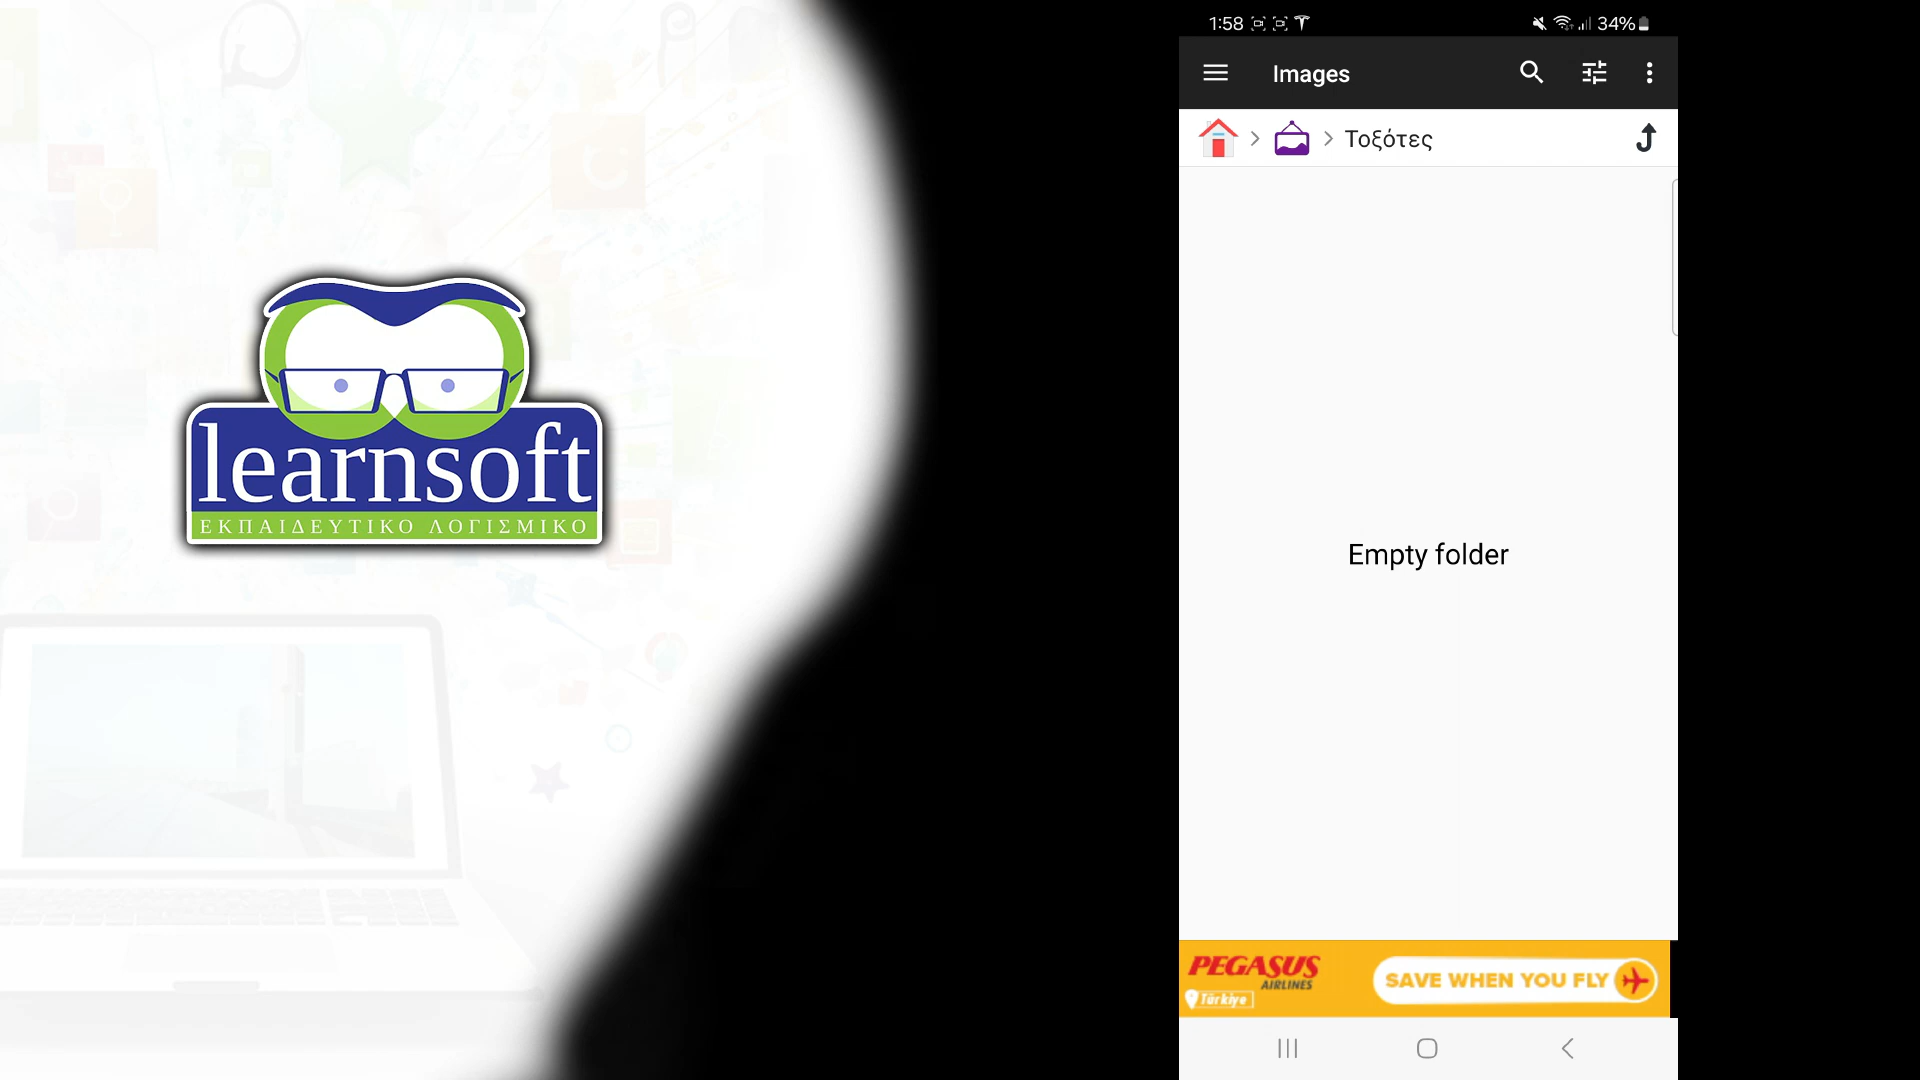 learnsoft
ΕΚΠΑΙΔΕΥΤΙΚΟ ΛΟΓΙΣΜΙΚΟ
1:58
34%
Images
Τοξότες
Empty folder
PEGASUS
AIRLINES
Türkiye
SAVE WHEN YOU FLY